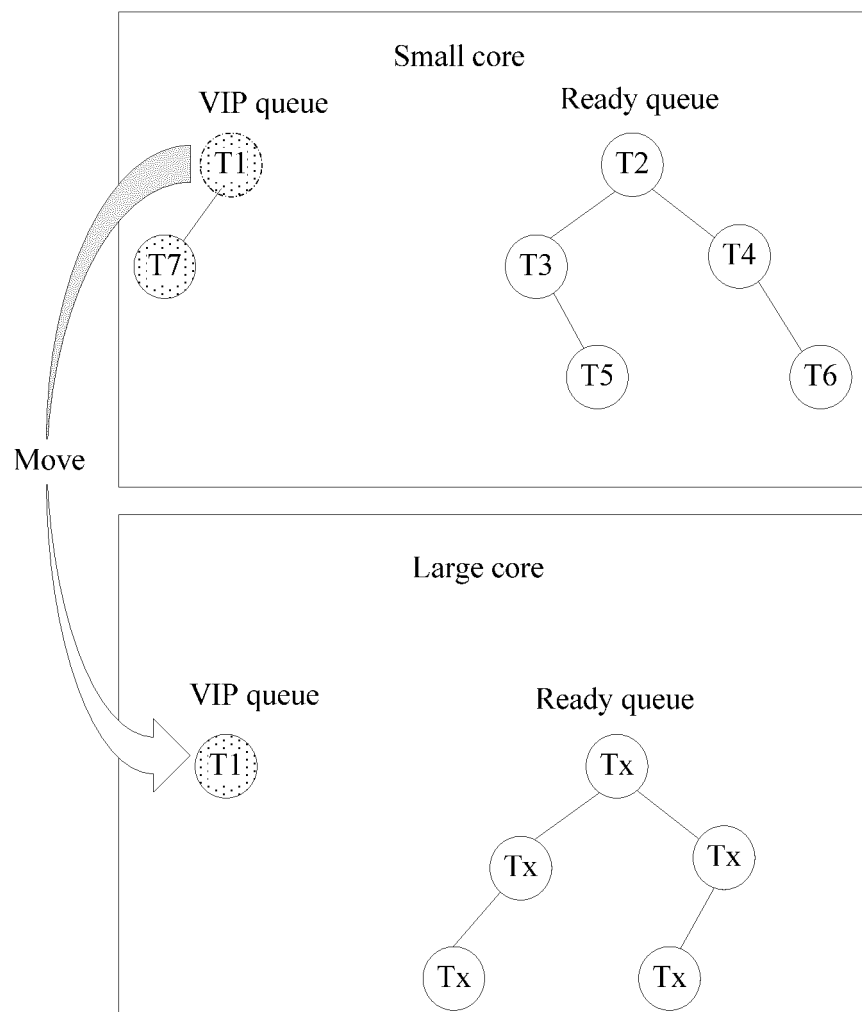 Small core
VIP queue
Ready queue
T1
T2
T7
T3
T4
T5
T6
Move
Large core
VIP queue
Ready queue
T1
Tx
Tx
Tx
Tx
Tx